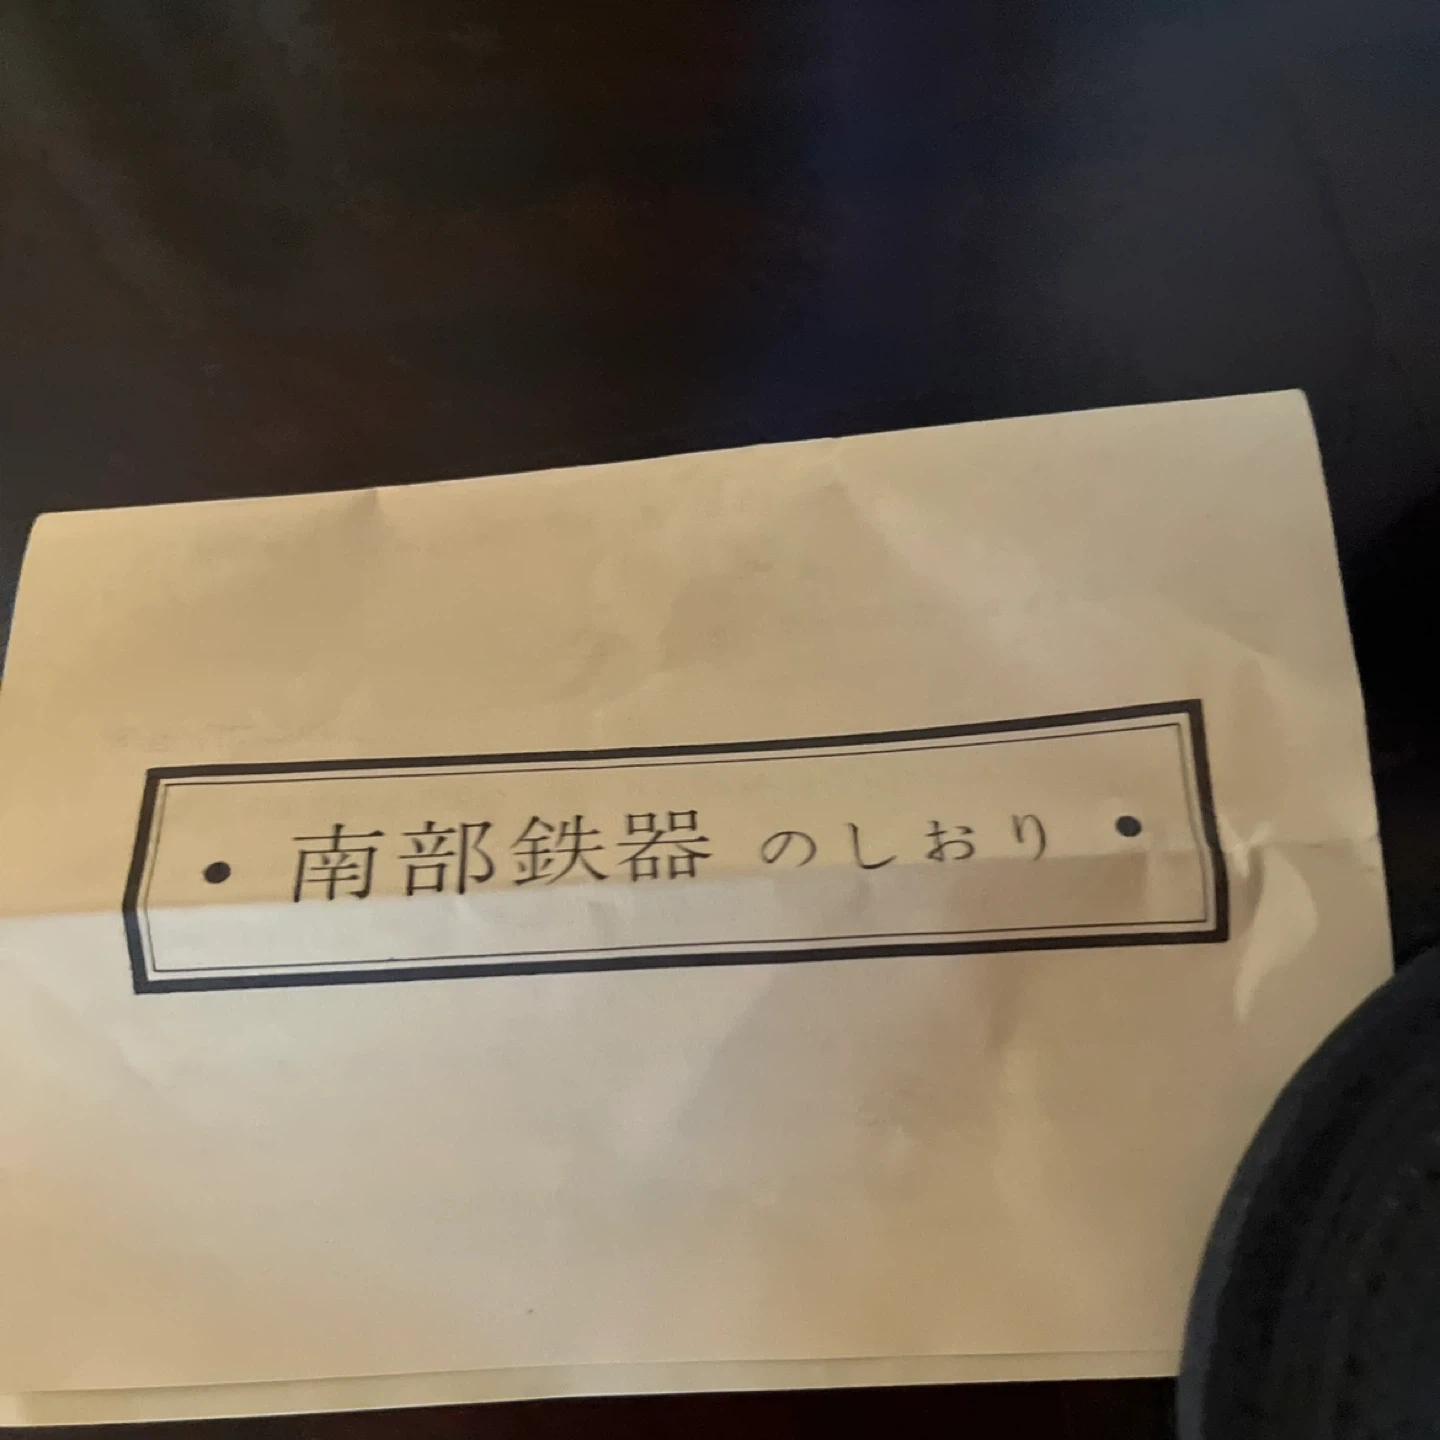 • 南部鉄器 のしおり •